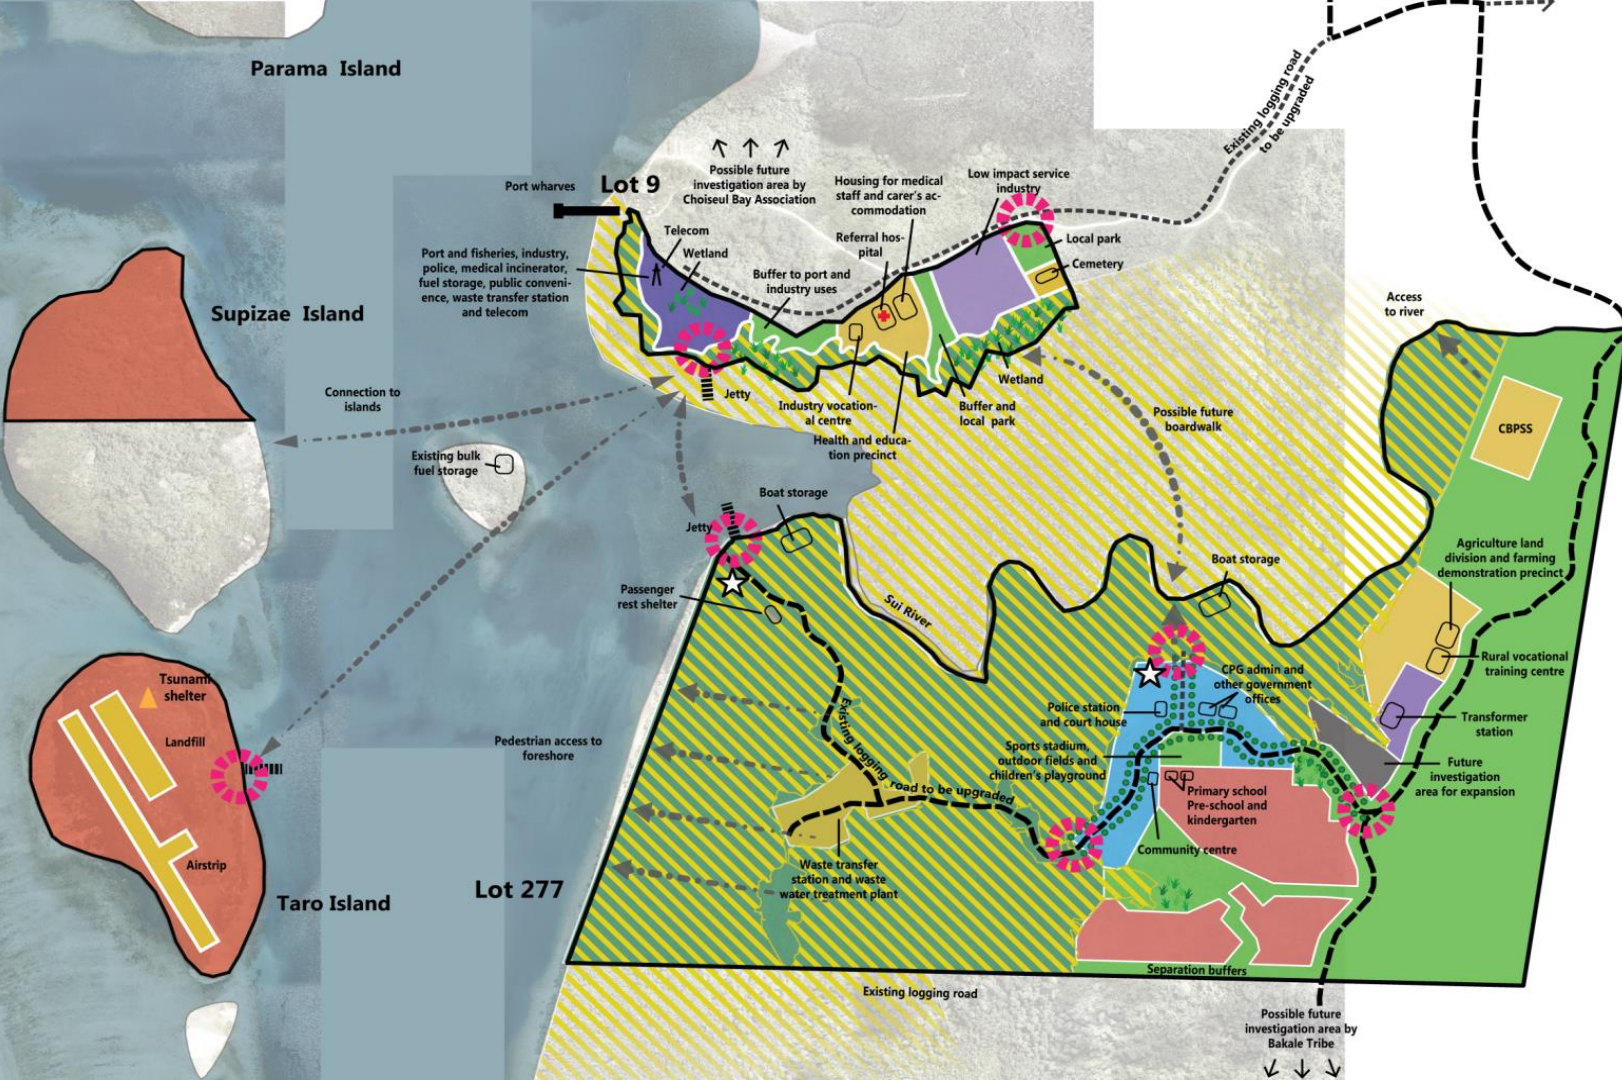 Parama Island
Existing logging road
to be upgraded
Possible future
investigation area by
Choiseul Bay Association
Port wharves
Lot 9
Housing for medical
staff and carer's ac-
commodation
Low impact service
industry
Telecom
Wetland
Referral hos-
pital
Local park
Cemetery
Port and fisheries, industry,
police, medical incinerator,
fuel storage, public conveni-
ence, waste transfer station
and telecom
Buffer to port and
industry uses
Supizae Island
Access
to river
Connection to
islands
Jetty
Industry vocation-
al centre
Health and educa-
tion precinct
Buffer and
local park
Wetland
Possible future
boardwalk
CBPSS
Existing bulk
fuel storage
Boat storage
Jetty
Passenger
rest shelter
Sui River
Boat storage
Agriculture land
division and farming
demonstration precinct
Rural vocational
training centre
Tsunami
shelter
Landfill
Airstrip
Taro Island
Pedestrian access to
foreshore
Existing logging road to be upgraded
CPG admin and
other government
offices
Police station
and court house
Transformer
station
Sports stadium,
outdoor fields and
children's playground
Future
investigation
area for expansion
Primary school
Pre-school and
kindergarten
Community centre
Waste transfer
station and waste
water treatment plant
Lot 277
Separation buffers
Existing logging road
Possible future
investigation area by
Bakale Tribe